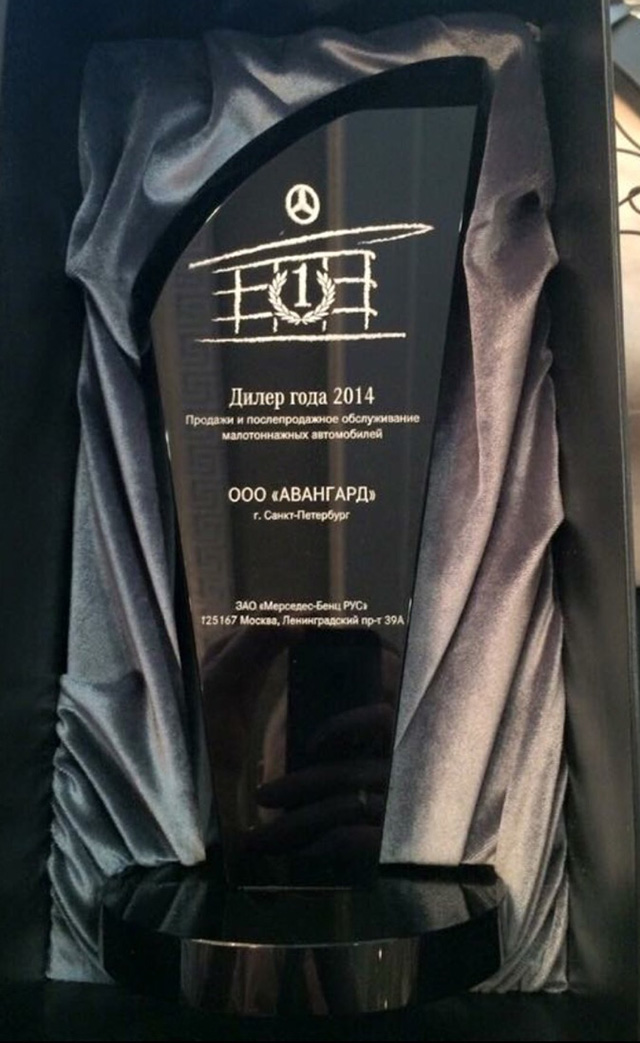 1
Дилер года 2014
Продажи и послепродажное обслуживание
малотоннажных автомобилей
ООО «АВАНГАРД»
г. Санкт-Петербург
ЗАО «Мерседес-Бенц РУС»
125167 Москва, Ленинградский пр-т 39А